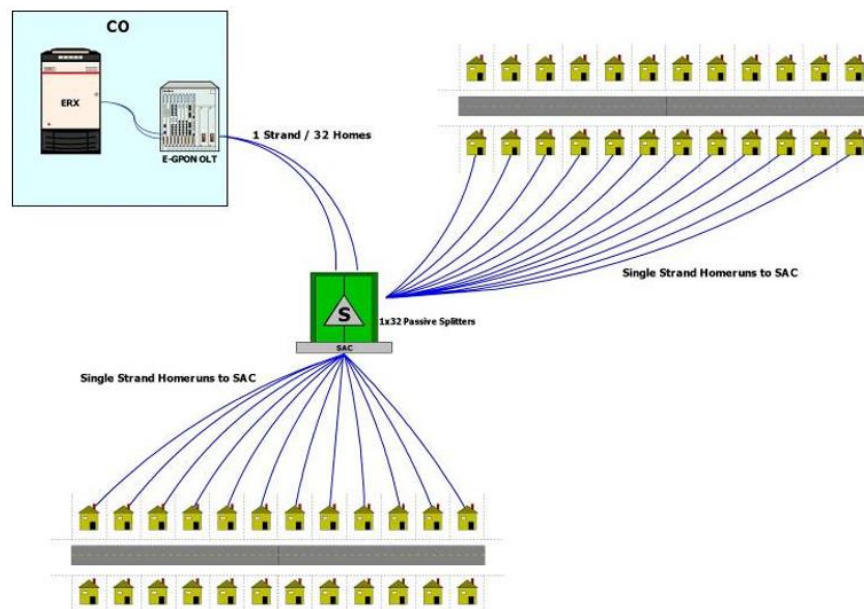 CO
ERX
E-GPON OLT
1 Strand / 32 Homes
Single Strand Homeruns to SAC
S
1x32 Passive Splitters
SAC
Single Strand Homeruns to SAC